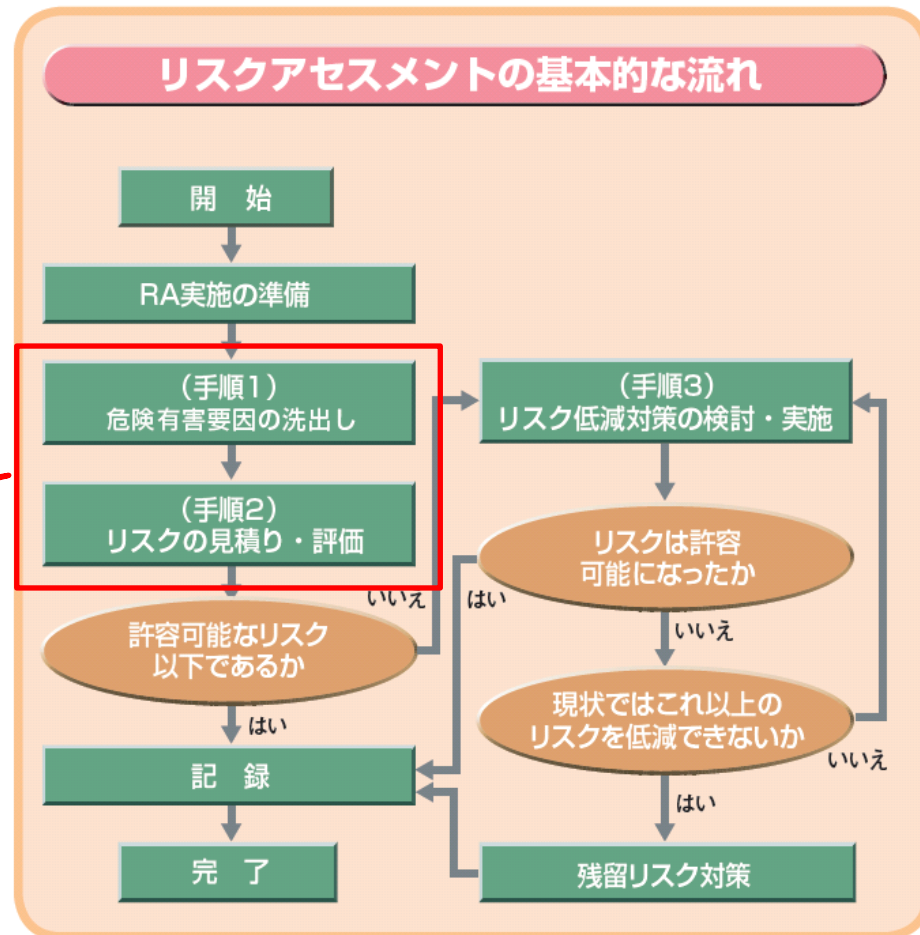 リスクアセスメントの基本的な流れ
開　始
RA実施の準備
（手順1）
危険有害要因の洗出し
（手順2）
リスクの見積り・評価
許容可能なリスク
以下であるか
いいえ
はい
記　録
完　了
（手順3）
リスク低減対策の検討・実施
リスクは許容
可能になったか
はい
いいえ
現状ではこれ以上の
リスクを低減できないか
いいえ
はい
残留リスク対策